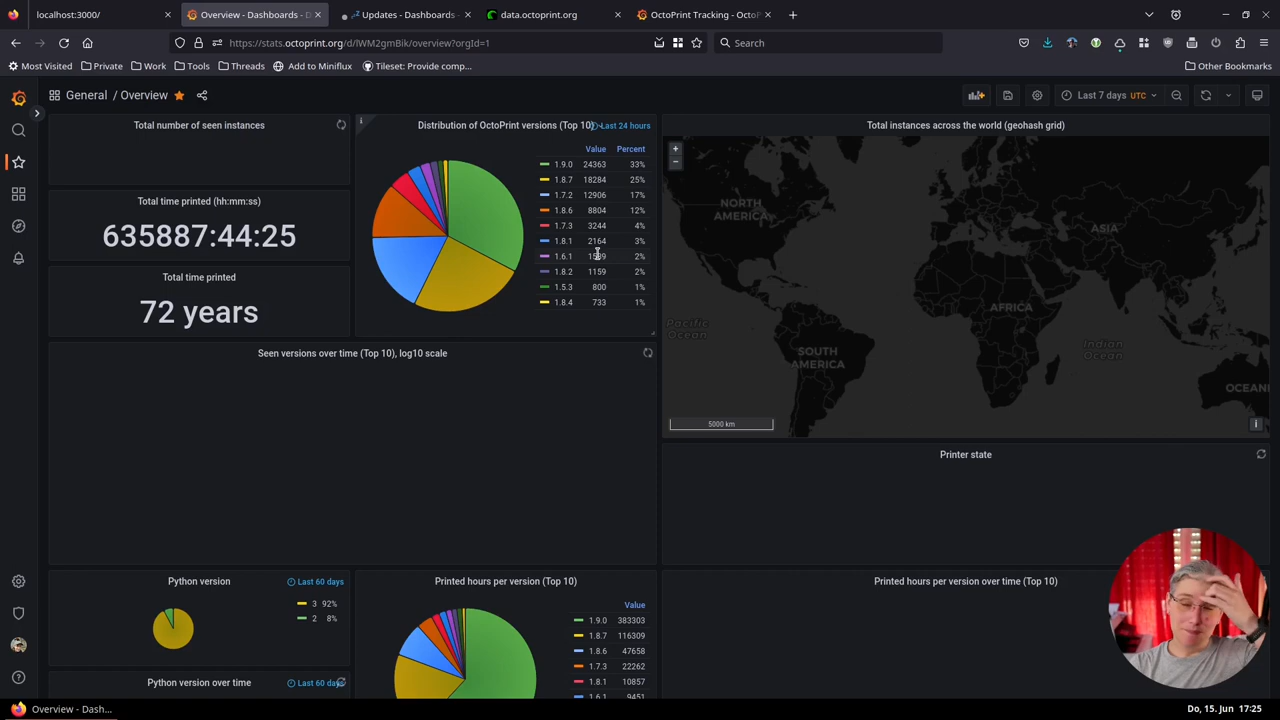 localhost:3000/
Overview - Dashboards - D
Updates - Dashboards -
data.octoprint.org
OctoPrint Tracking - OctoP
https://stats.octoprint.org/d/lWM2gmBik/overview?orgId=1
Search
Most Visited
Private
Work
Tools
Threads
Add to Miniflux
Tileset: Provide comp...
Other Bookmarks
General / Overview
Last 7 days UTC
Total number of seen instances
Total time printed (hh:mm:ss)
635887:44:25
Total time printed
72 years
Distribution of OctoPrint versions (Top 10)
Last 24 hours
Value Percent
1.9.0 24363 33%
1.8.7 18284 25%
1.7.2 12906 17%
1.8.6 8804 12%
1.7.3 3244 4%
1.8.1 2164 3%
1.6.1 2%
1.8.2 1159 2%
1.5.3 800 1%
1.8.4 733 1%
Total instances across the world (geohash grid)
+
−
NORTH
AMERICA
ASIA
AFRICA
Pacific
Ocean
SOUTH
AMERICA
Indian
Ocean
OCEAN
5000 km
i
Seen versions over time (Top 10), log10 scale
Printer state
Python version
Last 60 days
3 92%
2 8%
Printed hours per version (Top 10)
Value
1.9.0 383303
1.8.7 116309
1.8.6 47658
1.7.3 22262
1.8.1 10857
1.6.1 9451
Printed hours per version over time (Top 10)
Python version over time
Last 60 days
Overview - Dash...
Do, 15. Jun 17:25